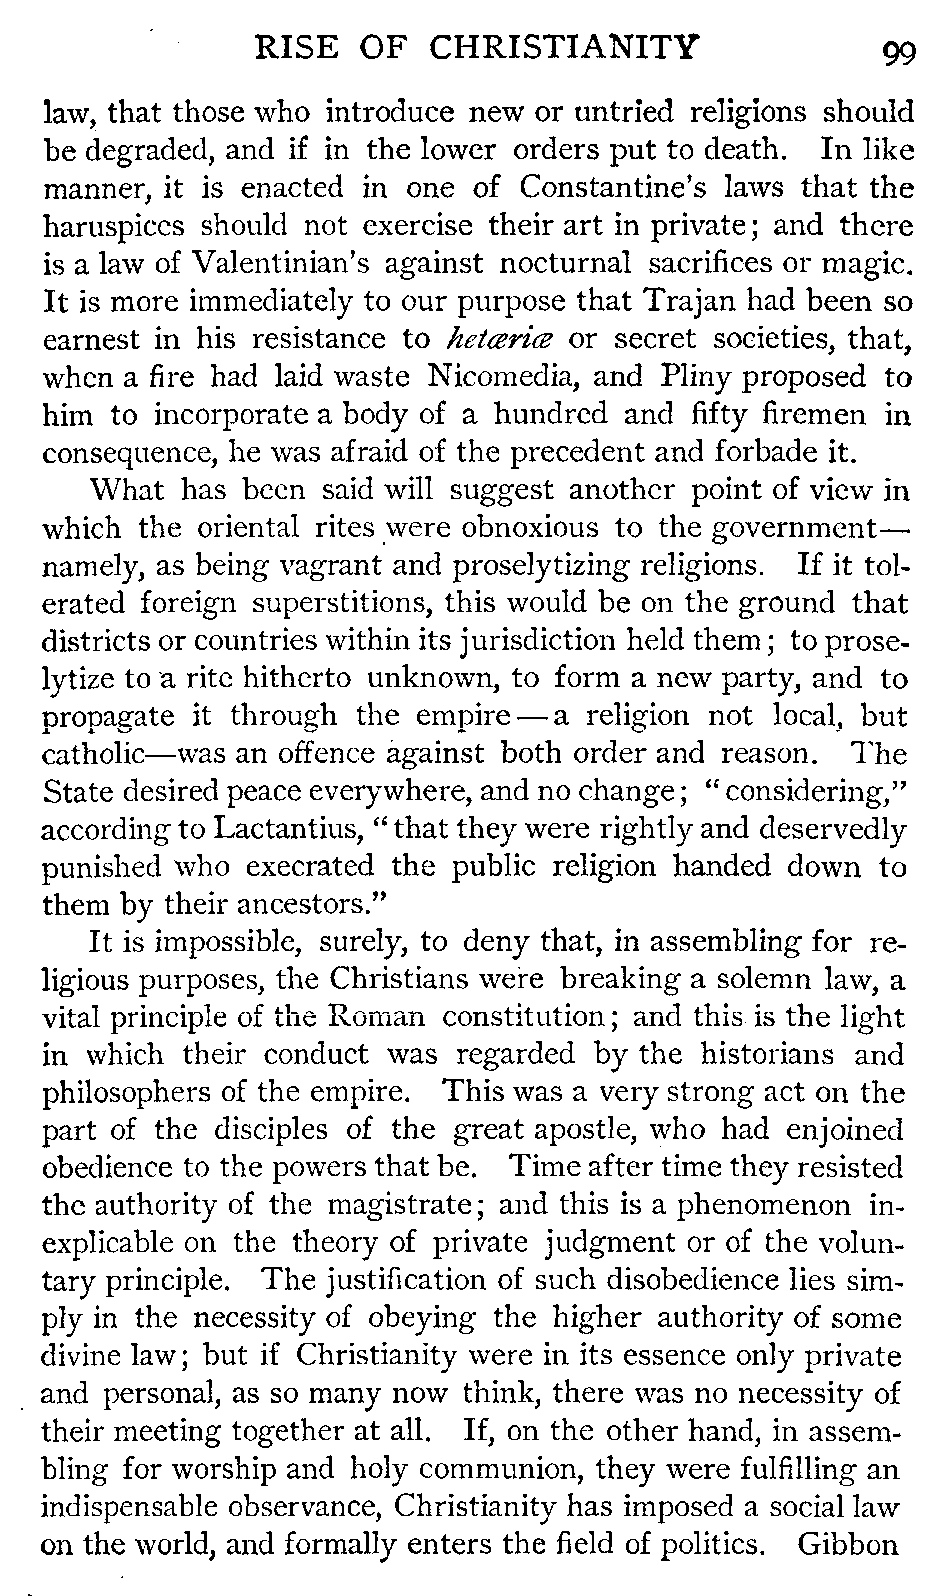 RISE OF CHRISTIANITY 99
law, that those who introduce new or untried religions should
be degraded, and if in the lower orders put to death. In like
manner, it is enacted in one of Constantine's laws that the
haruspices should not exercise their art in private; and there
is a law of Valentinian's against nocturnal sacrifices or magic.
It is more immediately to our purpose that Trajan had been so
earnest in his resistance to hetæriæ or secret societies, that,
when a fire had laid waste Nicomedia, and Pliny proposed to
him to incorporate a body of a hundred and fifty firemen in
consequence, he was afraid of the precedent and forbade it.
What has been said will suggest another point of view in
which the oriental rites were obnoxious to the government—
namely, as being vagrant and proselytizing religions. If it tol-
erated foreign superstitions, this would be on the ground that
districts or countries within its jurisdiction held them; to prose-
lytize to a rite hitherto unknown, to form a new party, and to
propagate it through the empire—a religion not local, but
catholic—was an offence against both order and reason. The
State desired peace everywhere, and no change; "considering,"
according to Lactantius, "that they were rightly and deservedly
punished who execrated the public religion handed down to
them by their ancestors."
It is impossible, surely, to deny that, in assembling for re-
ligious purposes, the Christians were breaking a solemn law, a
vital principle of the Roman constitution; and this is the light
in which their conduct was regarded by the historians and
philosophers of the empire. This was a very strong act on the
part of the disciples of the great apostle, who had enjoined
obedience to the powers that be. Time after time they resisted
the authority of the magistrate; and this is a phenomenon in-
explicable on the theory of private judgment or of the volun-
tary principle. The justification of such disobedience lies sim-
ply in the necessity of obeying the higher authority of some
divine law; but if Christianity were in its essence only private
and personal, as so many now think, there was no necessity of
their meeting together at all. If, on the other hand, in assem-
bling for worship and holy communion, they were fulfilling an
indispensable observance, Christianity has imposed a social law
on the world, and formally enters the field of politics. Gibbon